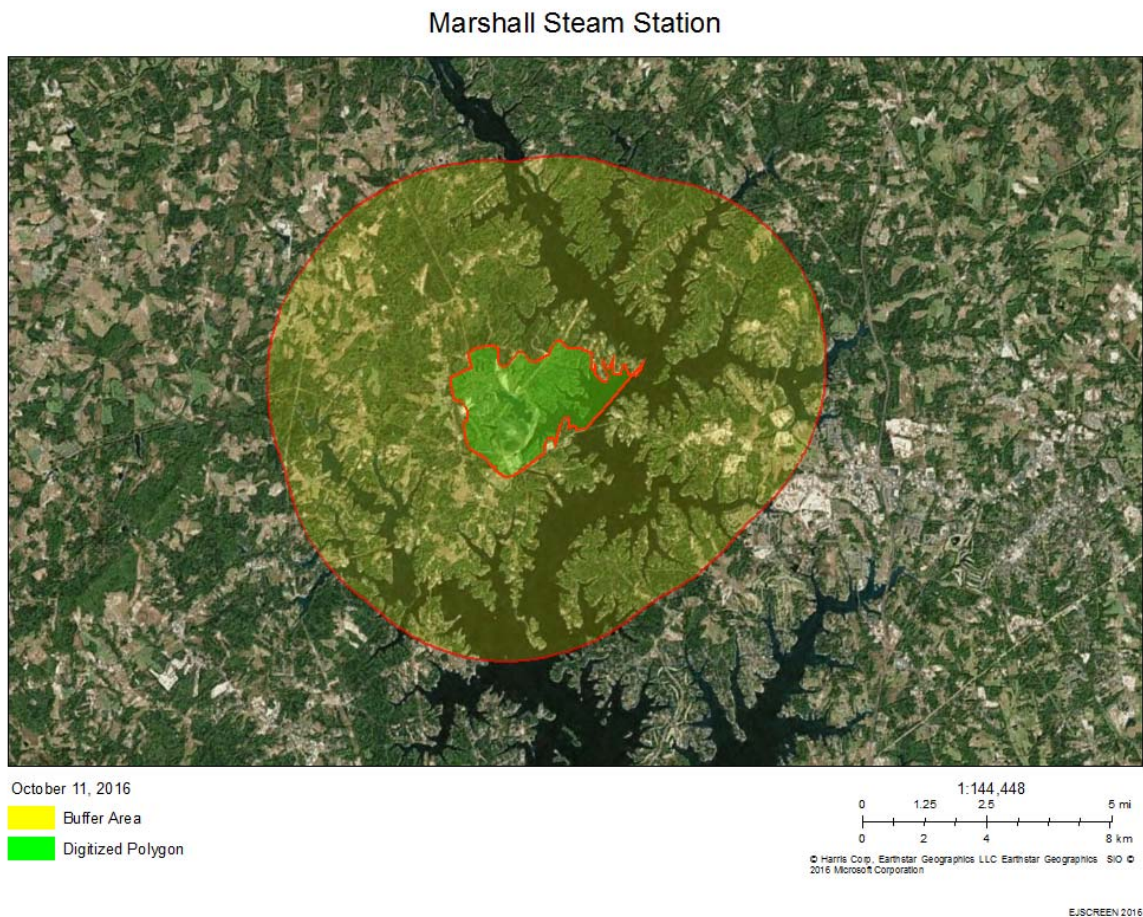 Marshall Steam Station
October 11, 2016
Buffer Area
Digitized Polygon
1:144,448
0 1.25 2.5 5 mi
0 2 4 8 km
© Harris Corp, Earthstar Geographics LLC Earthstar Geographics SIO ©
2016 Microsoft Corporation
EJSCREEN 2016